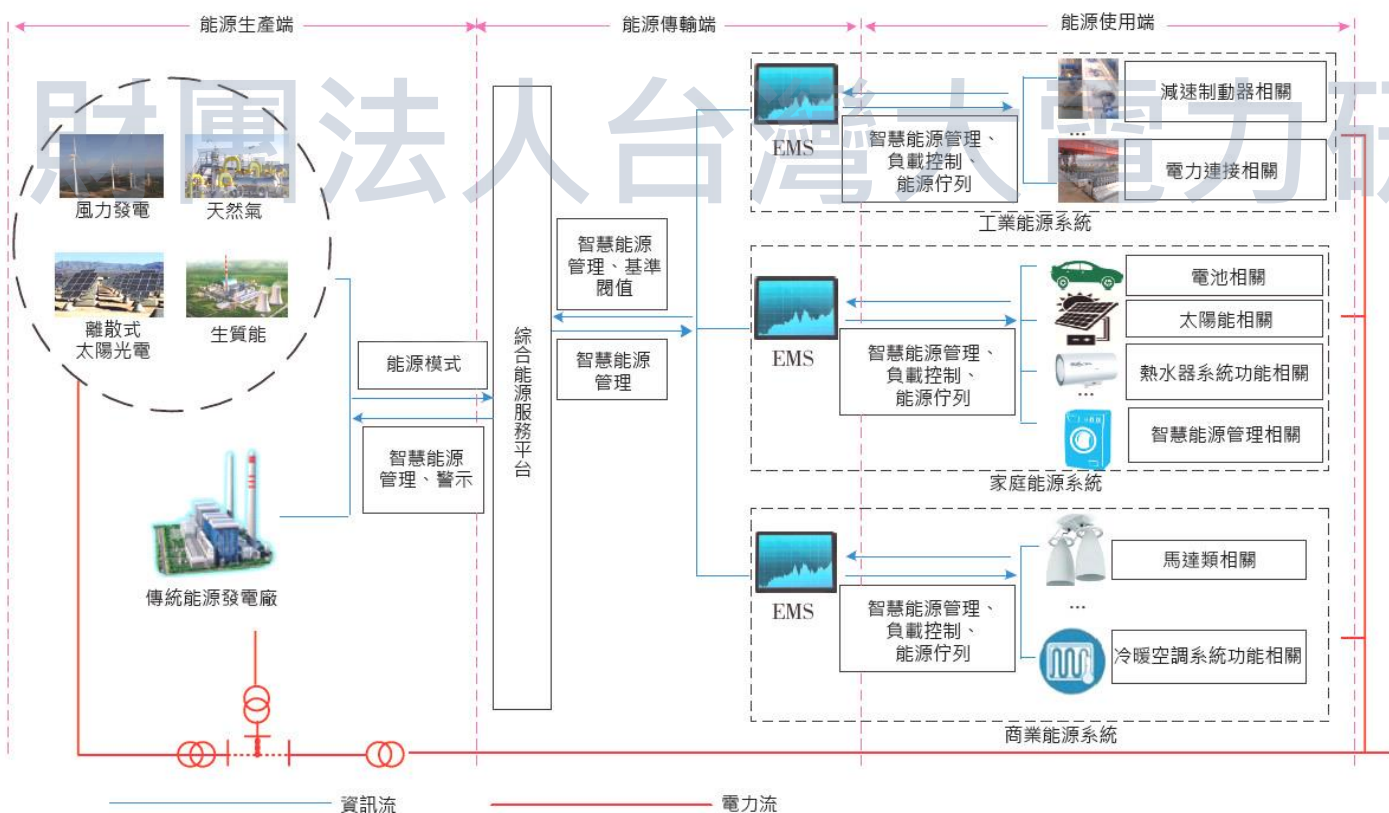 能源生產端
能源傳輸端
能源使用端
財團法人台灣大電力研
風力發電
天然氣
離散式
太陽光電
生質能
傳統能源發電廠
能源模式
智慧能源
管理、警示
綜合能源服務平台
智慧能源
管理、基準
閥值
智慧能源
管理
EMS
智慧能源管理、
負載控制、
能源佇列
減速制動器相關
...
電力連接相關
工業能源系統
EMS
智慧能源管理、
負載控制、
能源佇列
電池相關
太陽能相關
熱水器系統功能相關
...
智慧能源管理相關
家庭能源系統
EMS
智慧能源管理、
負載控制、
能源佇列
馬達類相關
...
冷暖空調系統功能相關
商業能源系統
資訊流
電力流